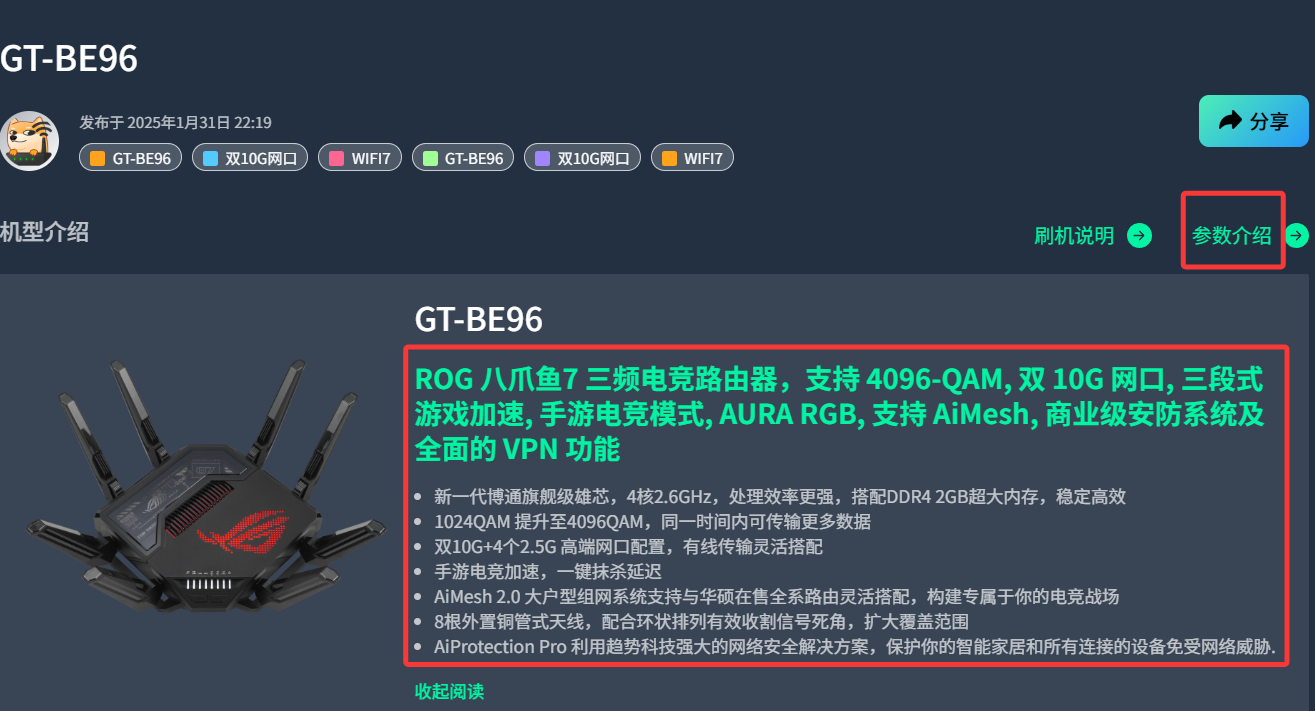 GT-BE96
发布于 2025年1月31日 22:19
GT-BE96 双10G网口 WIFI7 GT-BE96 双10G网口 WIFI7
分享
机型介绍
刷机说明 参数介绍
GT-BE96
ROG 八爪鱼7 三频电竞路由器，支持 4096-QAM, 双 10G 网口, 三段式
游戏加速, 手游电竞模式, AURA RGB, 支持 AiMesh, 商业级安防系统及
全面的 VPN 功能
新一代博通旗舰级雄芯，4核2.6GHz，处理效率更强，搭配DDR4 2GB超大内存，稳定高效
1024QAM 提升至4096QAM，同一时间内可传输更多数据
双10G+4个2.5G 高端网口配置，有线传输灵活搭配
手游电竞加速，一键抹杀延迟
AiMesh 2.0 大户型组网系统支持与华硕在售全系路由灵活搭配，构建专属于你的电竞战场
8根外置铜管式天线，配合环状排列有效收割信号死角，扩大覆盖范围
AiProtection Pro 利用趋势科技强大的网络安全解决方案，保护你的智能家居和所有连接的设备免受网络威胁.
收起阅读